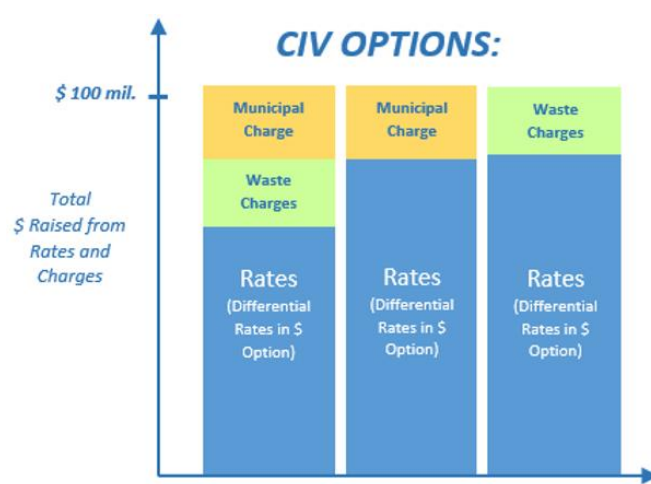 CIV OPTIONS:
$ 100 mil.
Total
$ Raised from
Rates and
Charges
Municipal
Charge
Waste
Charges
Rates
(Differential
Rates in $
Option)
Municipal
Charge
Rates
(Differential
Rates in $
Option)
Waste
Charges
Rates
(Differential
Rates in $
Option)